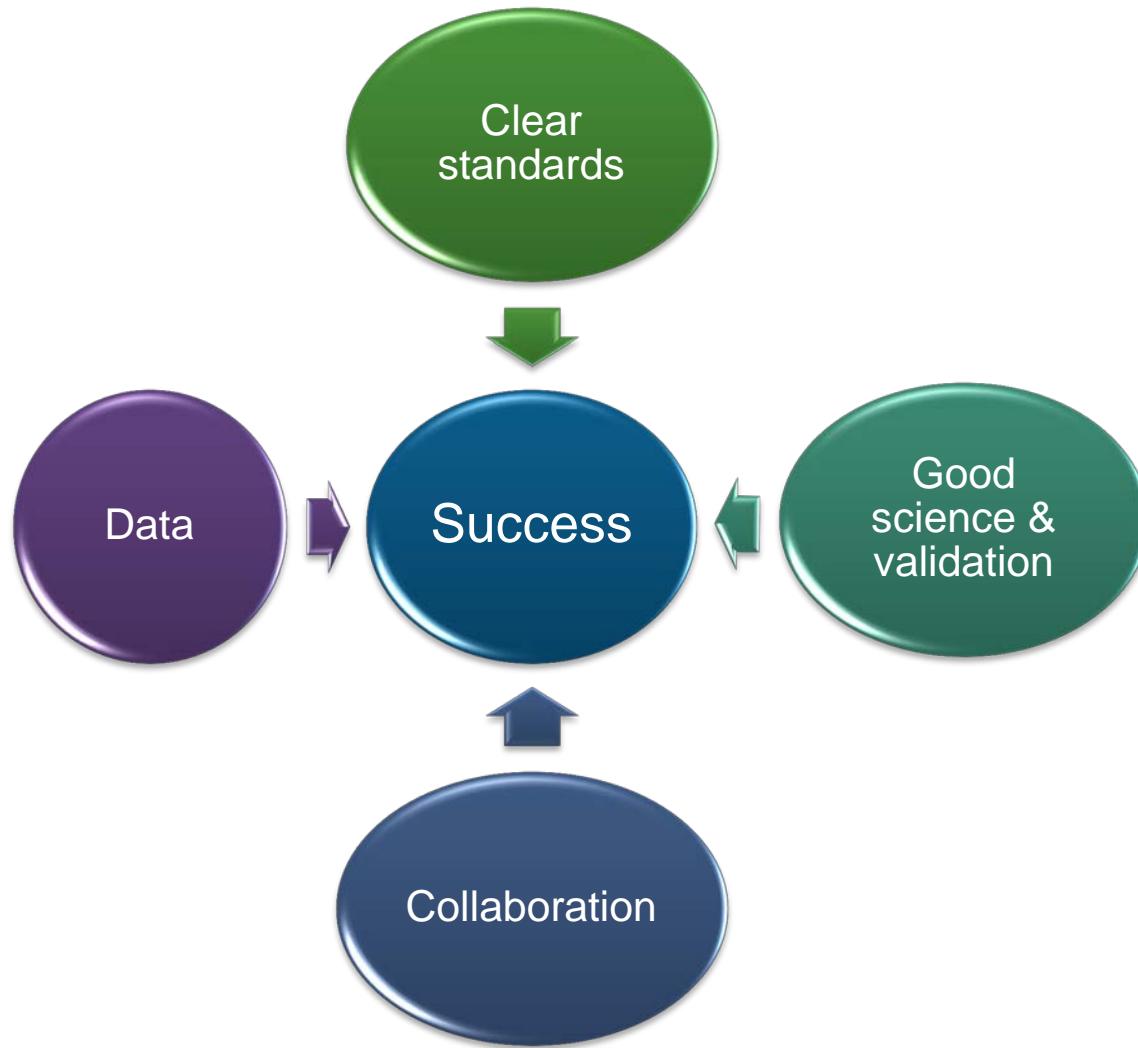 Clear
standards
Data
Success
Good
science &
validation
Collaboration